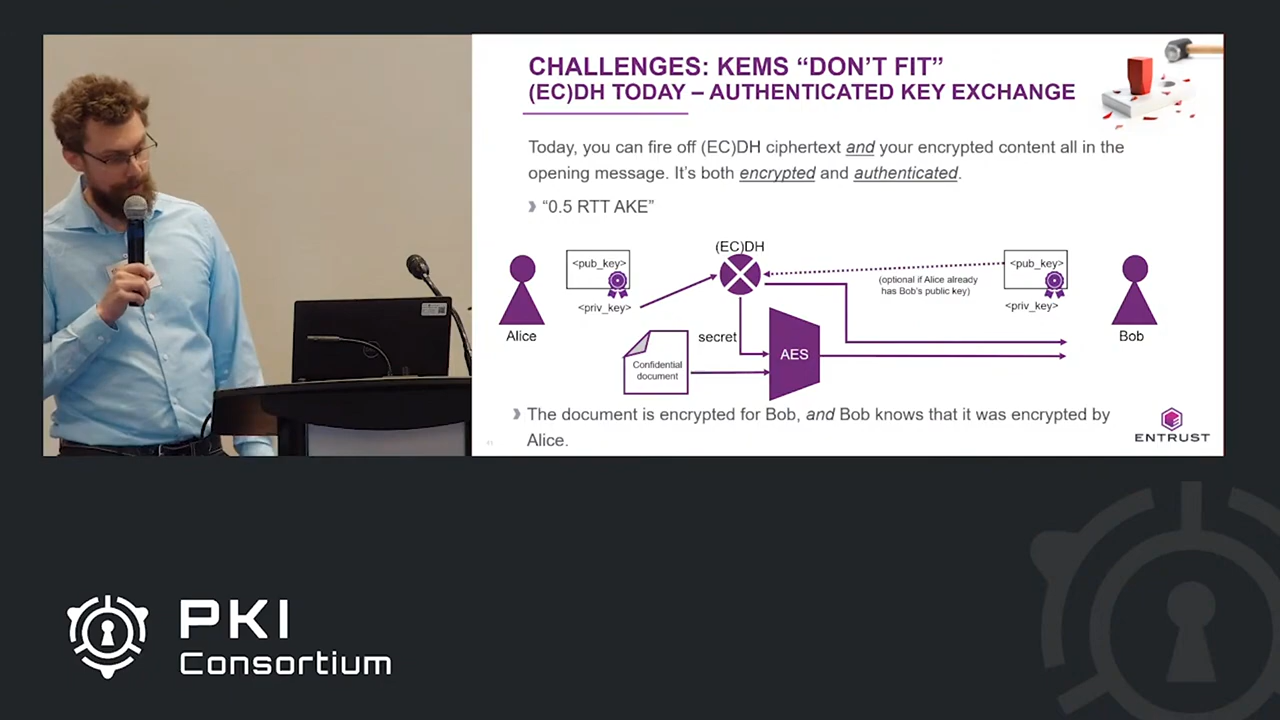 CHALLENGES: KEMS “DON’T FIT”
(EC)DH TODAY – AUTHENTICATED KEY EXCHANGE
Today, you can fire off (EC)DH ciphertext and your encrypted content all in the
opening message. It’s both encrypted and authenticated.
“0.5 RTT AKE”
(EC)DH
<pub_key>
<priv_key>
Alice
(optional if Alice already
has Bob's public key)
<pub_key>
<priv_key>
Bob
secret
Confidential
document
AES
The document is encrypted for Bob, and Bob knows that it was encrypted by
Alice.
ENTRUST
PKI
Consortium